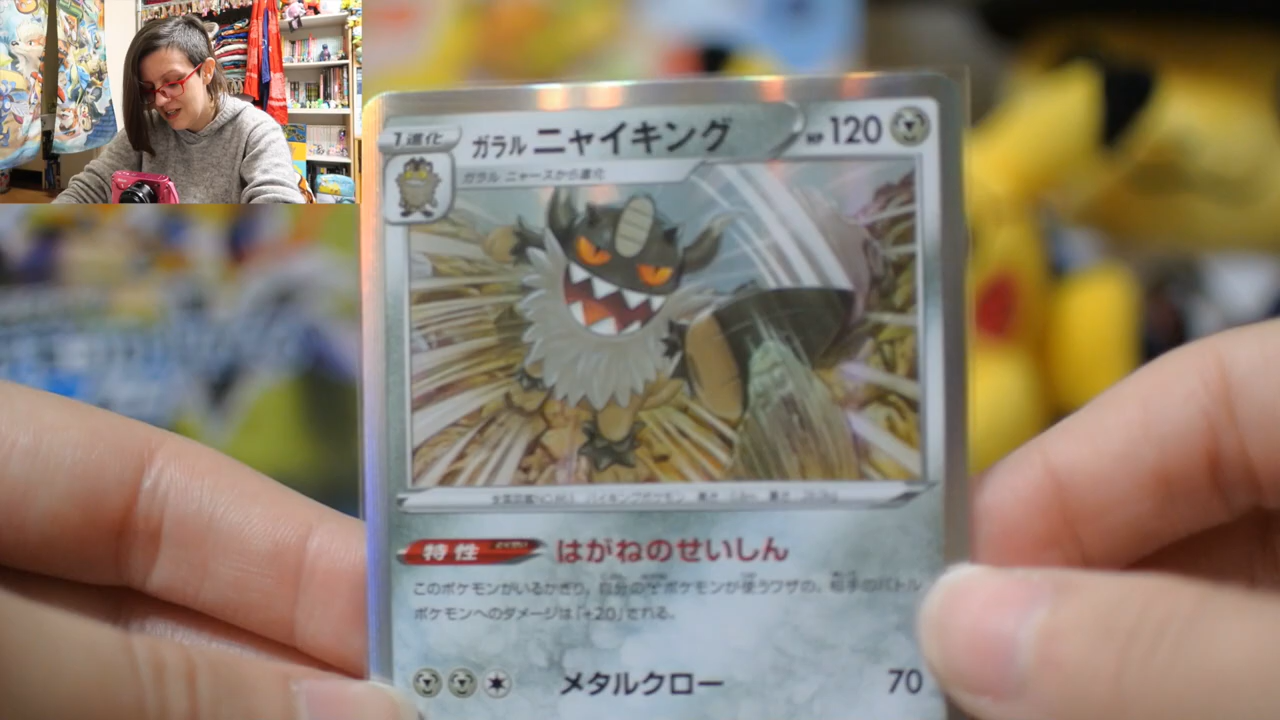 1進化
ガラル ニャイキング
HP 120
ガラル ニャースから進化
特性
はがねのせいしん
このポケモンがいるかぎり、自分の ポケモンが使うワザの、相手のバトル
ポケモンへのダメージは「+20」される。
メタルクロー 70